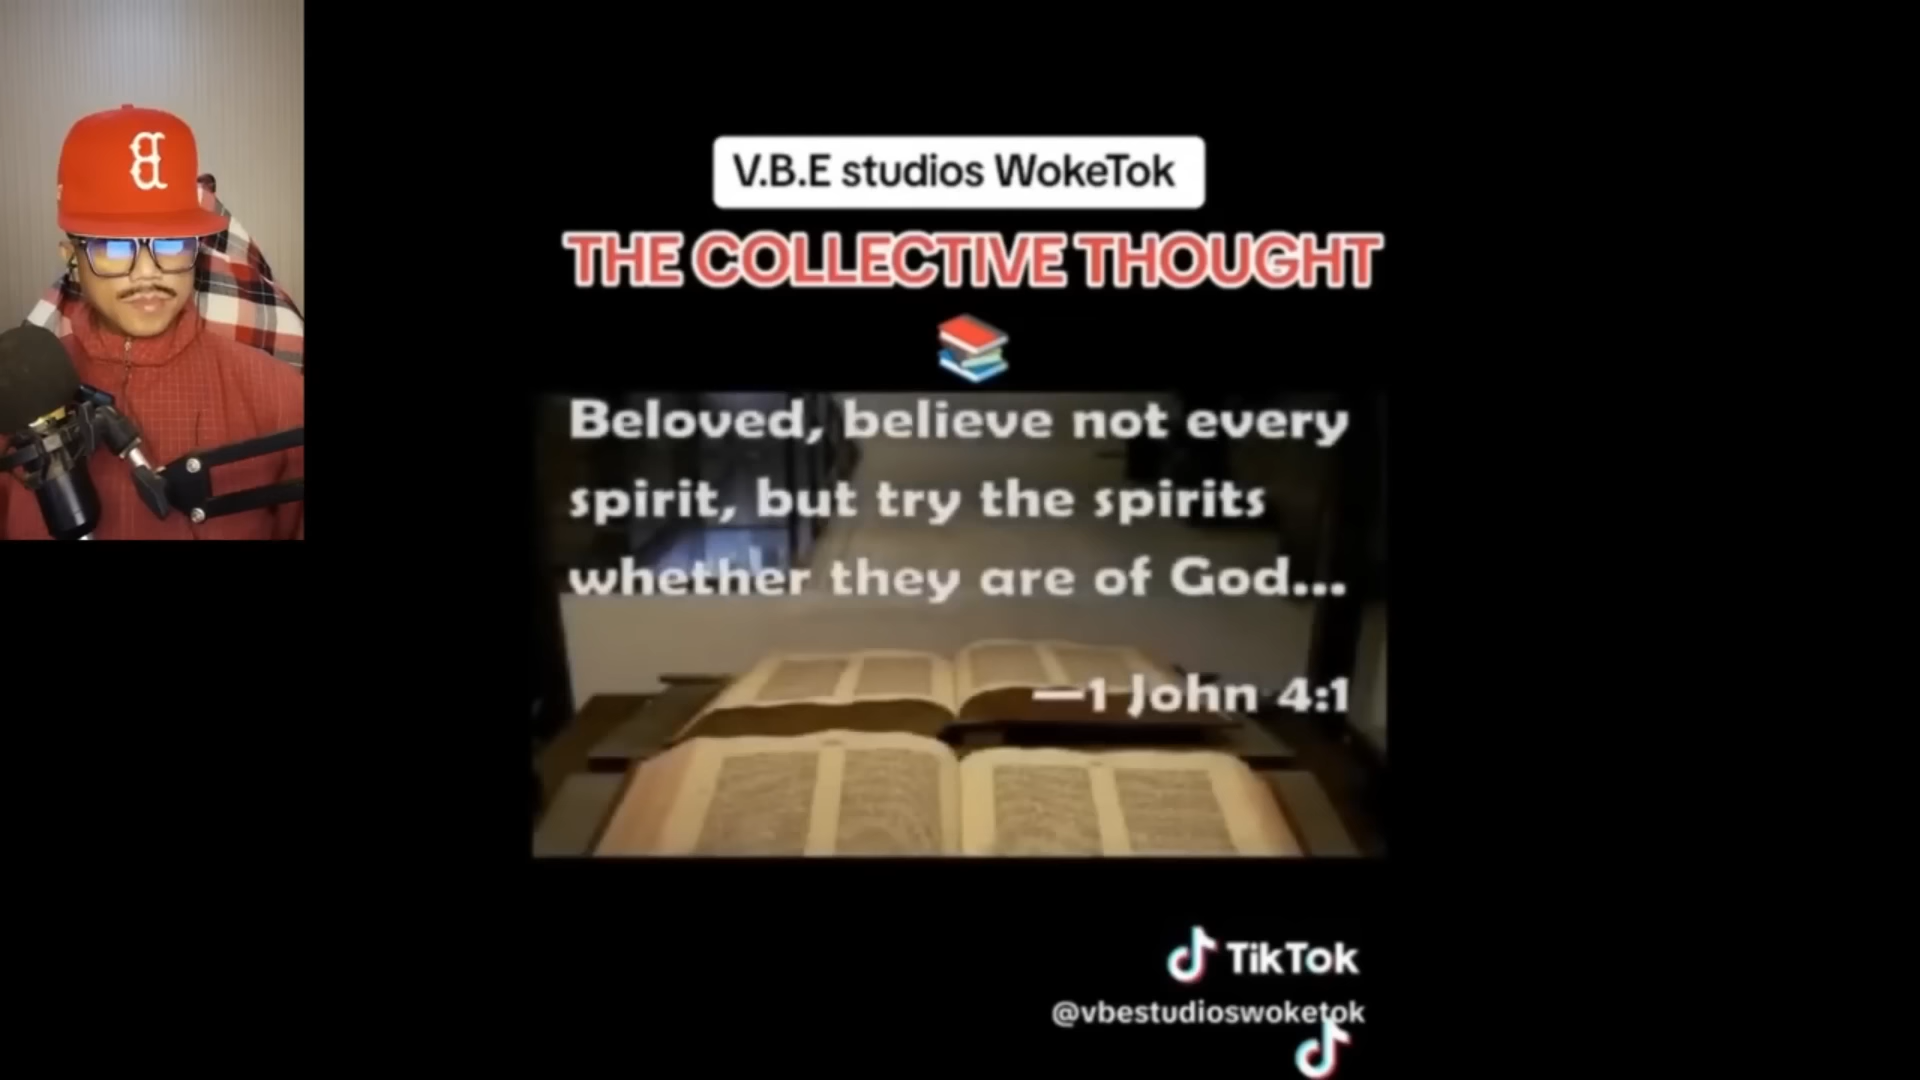 V.B.E studios WokeTok
THE COLLECTIVE THOUGHT
Beloved, believe not every
spirit, but try the spirits
whether they are of God...
—1 John 4:1
TikTok
@vbestudioswoketok
B